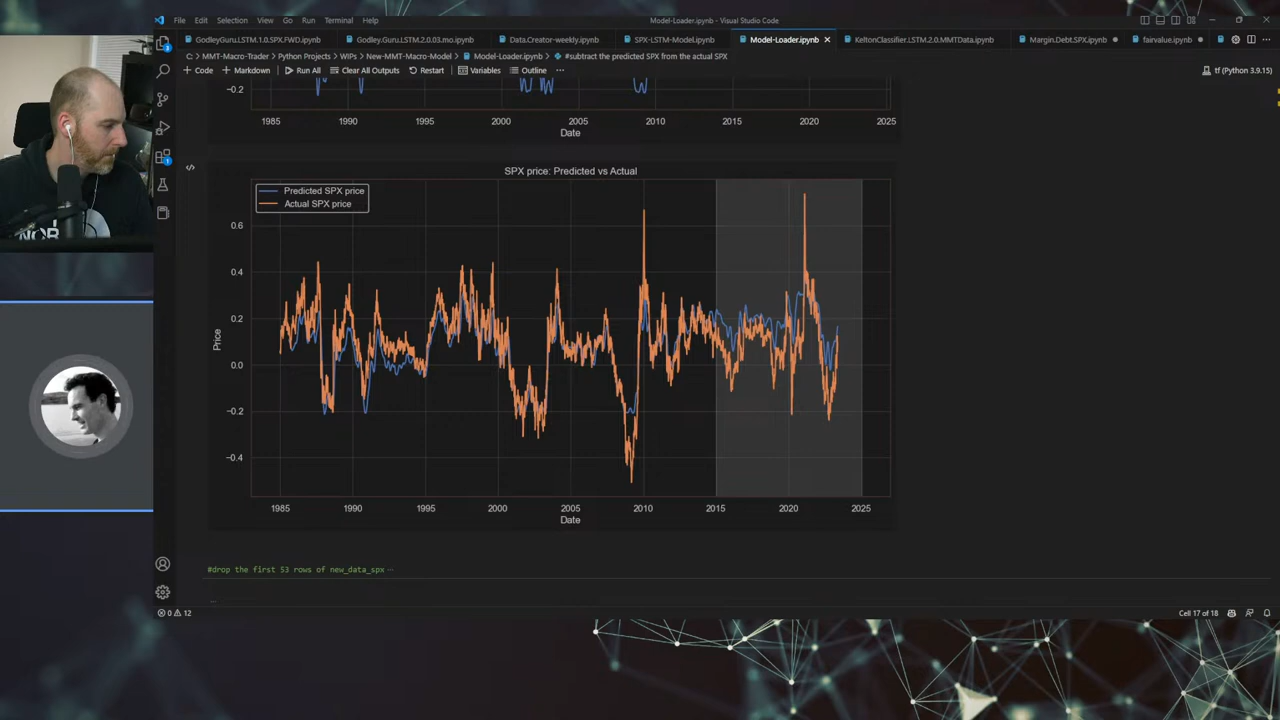 File Edit Selection View Go Run Terminal Help
Model-Loader.ipynb - Visual Studio Code
GodleyGuru.LSTM.1.0.SPX.FWD.ipynb Godley.Guru.LSTM.2.0.03.mo.ipynb Data.Creator-weekly.ipynb SPX-LSTM-Model.ipynb Model-Loader.ipynb KeltonClassifier.LSTM.2.0.MMTData.ipynb Margin.Debt.SPX.ipynb fairvalue.ipynb
C: > MMT-Macro-Trader > Python Projects > WIPs > New-MMT-Macro-Model > Model-Loader.ipynb > #subtract the predicted SPX from the actual SPX
+ Code + Markdown Run All Clear All Outputs Restart Variables Outline ...
tf (Python 3.9.15)
−0.2
1985 1990 1995 2000 2005 2010 2015 2020 2025
Date
SPX price: Predicted vs Actual
Predicted SPX price
Actual SPX price
0.6
0.4
0.2
0.0
−0.2
−0.4
Price
1985 1990 1995 2000 2005 2010 2015 2020 2025
Date
#drop the first 53 rows of new_data_spx
0 12
Cell 17 of 18